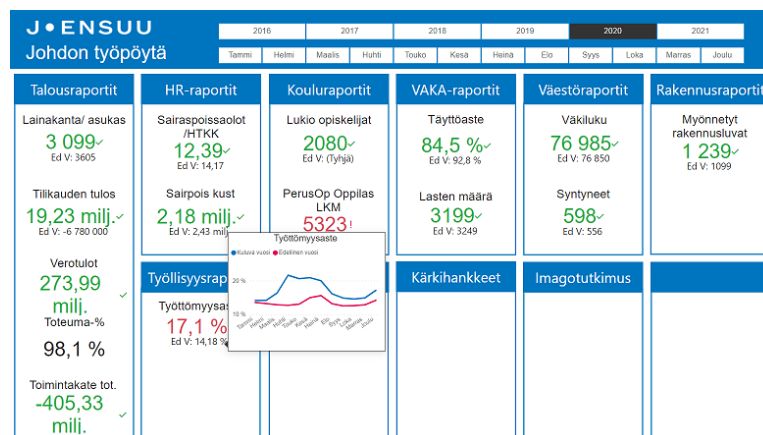 J•ENSUU
Johdon työpöytä
2016 2017 2018 2019 2020 2021
Tammi Helmi Maalis Huhti Touko Kesä Heinä Elo Syys Loka Marras Joulu
Talousraportit
Lainakanta/ asukas
3 099
Ed V: 3605
Tilikauden tulos
19,23 milj.
Ed V: -6 780 000
Verotulot
273,99
milj.
Toteuma-%
98,1 %
Toimintakate tot.
-405,33
milj.
HR-raportit
Sairaspoissaolot
/HTKK
12,39
Ed V: 14,17
Sairpois kust
2,18 milj.
Ed V: 2,43 milj
Kouluraportit
Lukio opiskelijat
2080
Ed V: (Tyhjä)
PerusOp Oppilas
LKM
5323!
VAKA-raportit
Täyttöaste
84,5 %
Ed V: 92,8 %
Lasten määrä
3199
Ed V: 3249
Väestöraportit
Väkiluku
76 985
Ed V: 76 850
Syntyneet
598
Ed V: 556
Rakennusraportit
Myönnetyt
rakennusluvat
1 239
Ed V: 1099
Työllisyysrap
Työttömyysas
17,1 %
Ed V: 14,18 %
Työttömyysaste
Kuluva vuosi Edellinen vuosi
20 %
10 %
Tammi Helmi Maalis Huhti Touko Kesä Heinä Elo Syys Loka Marras Joulu
Kärkihankkeet
Imagotutkimus